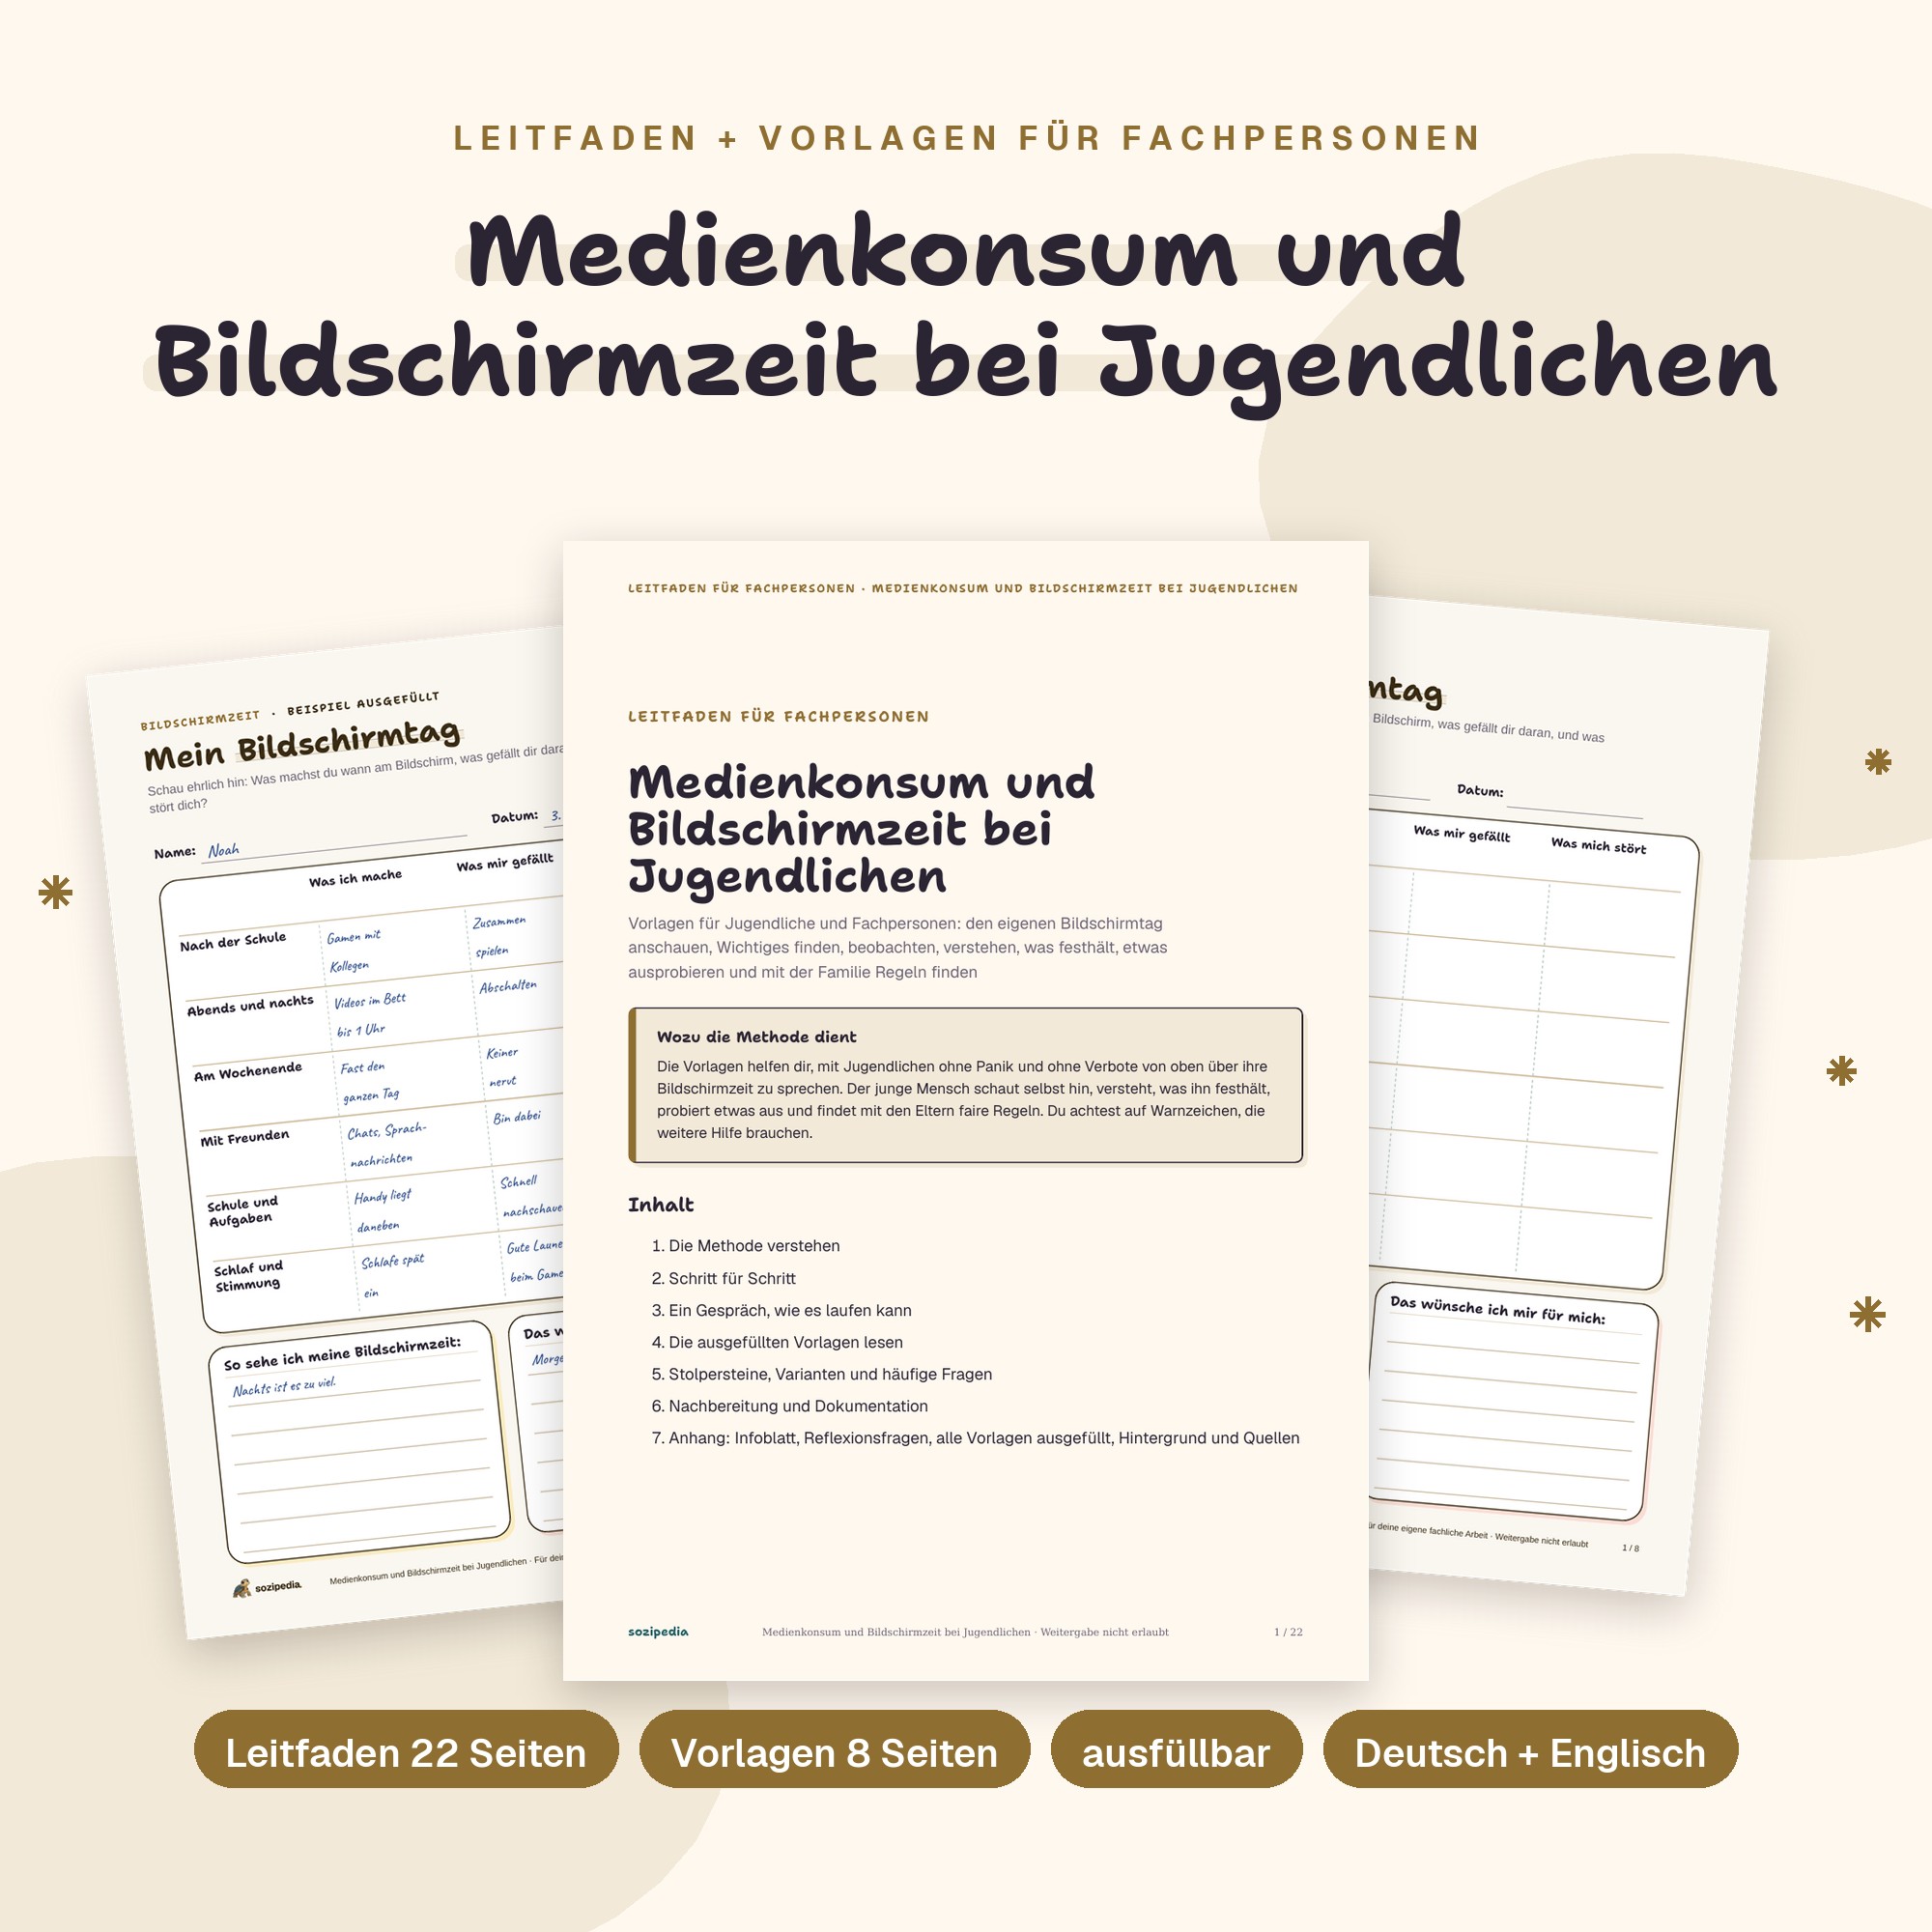 LEITFADEN + VORLAGEN FÜR FACHPERSONEN
Medienkonsum und
Bildschirmzeit bei Jugendlichen
BILDSCHIRMZEIT · BEISPIEL AUSGEFÜLLT
Mein Bildschirmtag
Schau ehrlich hin: Was machst du wann am Bildschirm, was gefällt dir
stört dich?
Name: Noah
Datum: 3.
Was ich mache
Was mir gefällt
Nach der Schule
Gamen mit
Kollegen
Zusammen
spielen
Abends und nachts
Videos im Bett
bis 1 Uhr
Abschalten
Am Wochenende
Fast den
ganzen Tag
Keiner
nervt
Mit Freunden
Chats, Sprach-
nachrichten
Bin dabei
Schule und
Aufgaben
Handy liegt
daneben
Schnell
Schlaf und
Stimmung
Schlafe spät
ein
Gute Laune
beim
So sehe ich meine Bildschirmzeit:
Nachts ist es zu viel.
Das
sozipedia
Medienkonsum und Bildschirmzeit bei Jugendlichen · Für
LEITFADEN FÜR FACHPERSONEN · MEDIENKONSUM UND BILDSCHIRMZEIT BEI JUGENDLICHEN
LEITFADEN FÜR FACHPERSONEN
Medienkonsum und
Bildschirmzeit bei
Jugendlichen
Vorlagen für Jugendliche und Fachpersonen: den eigenen Bildschirmtag
anschauen, Wichtiges finden, beobachten, verstehen, was festhält, etwas
ausprobieren und mit der Familie Regeln finden
Wozu die Methode dient
Die Vorlagen helfen dir, mit Jugendlichen ohne Panik und ohne Verbote von oben über ihre
Bildschirmzeit zu sprechen. Der junge Mensch schaut selbst hin, versteht, was ihn festhält,
probiert etwas aus und findet mit den Eltern faire Regeln. Du achtest auf Warnzeichen, die
weitere Hilfe brauchen.
Inhalt
1. Die Methode verstehen
2. Schritt für Schritt
3. Ein Gespräch, wie es laufen kann
4. Die ausgefüllten Vorlagen lesen
5. Stolpersteine, Varianten und häufige Fragen
6. Nachbereitung und Dokumentation
7. Anhang: Infoblatt, Reflexionsfragen, alle Vorlagen ausgefüllt, Hintergrund und Quellen
sozipedia
Medienkonsum und Bildschirmzeit bei Jugendlichen · Weitergabe nicht erlaubt
1 / 22
ntag
Bildschirm, was gefällt dir daran, und was
Datum:
Was mir gefällt
Was mich stört
Das wünsche ich mir für mich:
für deine eigene fachliche Arbeit · Weitergabe nicht erlaubt
1 / 8
Leitfaden 22 Seiten
Vorlagen 8 Seiten
ausfüllbar
Deutsch + Englisch